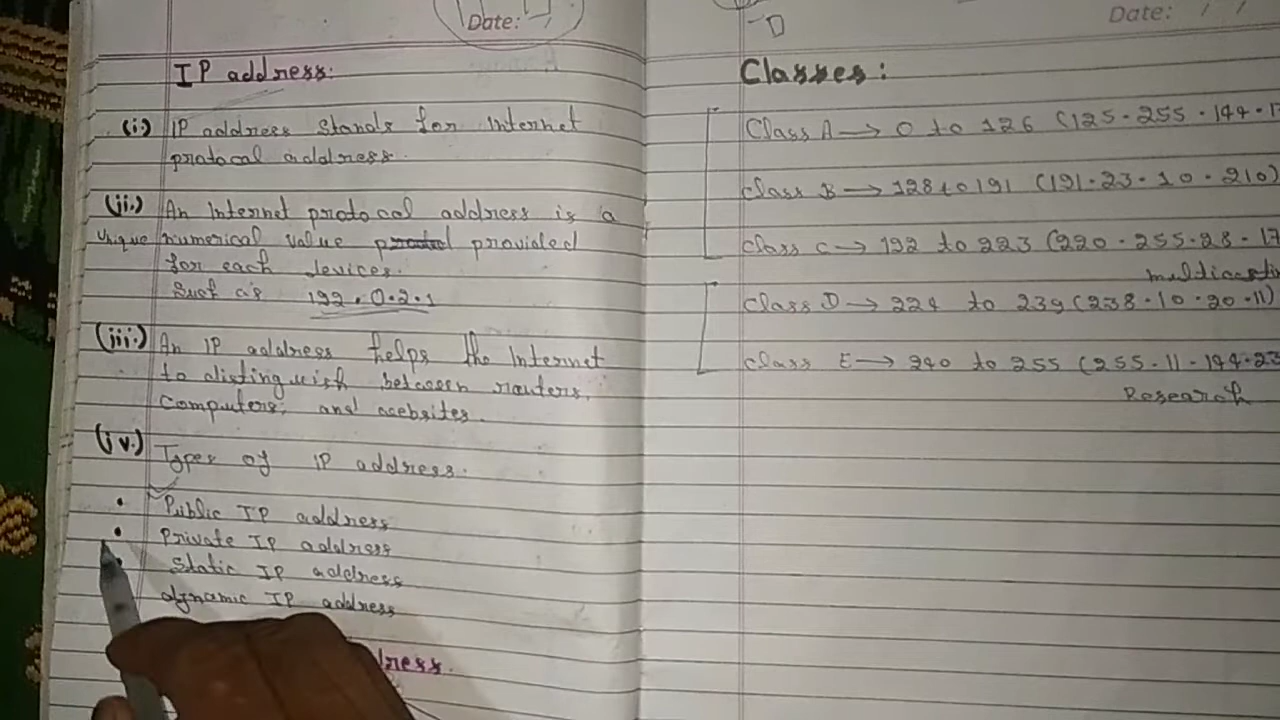 Date:
IP address:
(i) IP address stands for Internet
protocal address.
(ii.) An Internet protocal address is a
unique numerical value provided
for each devices.
Such as 192.0.2.1
(iii.) An IP address helps the Internet
to distinguish between routers,
computers, and websites.
(iv.) Types of IP address.
• Public IP address
• Private IP address
• Static IP address
dynamic IP address
dress.
Date: / /
D
Classes:
Class A → 0 to 126 (125.255.144.1
Class B → 128 to 191 (191.23.10.210)
Class C → 192 to 223 (220.255.28.17
multicasti
Class D → 224 to 239 (238.10.20.11)
Class E → 240 to 255 (255.11.144.23
Research